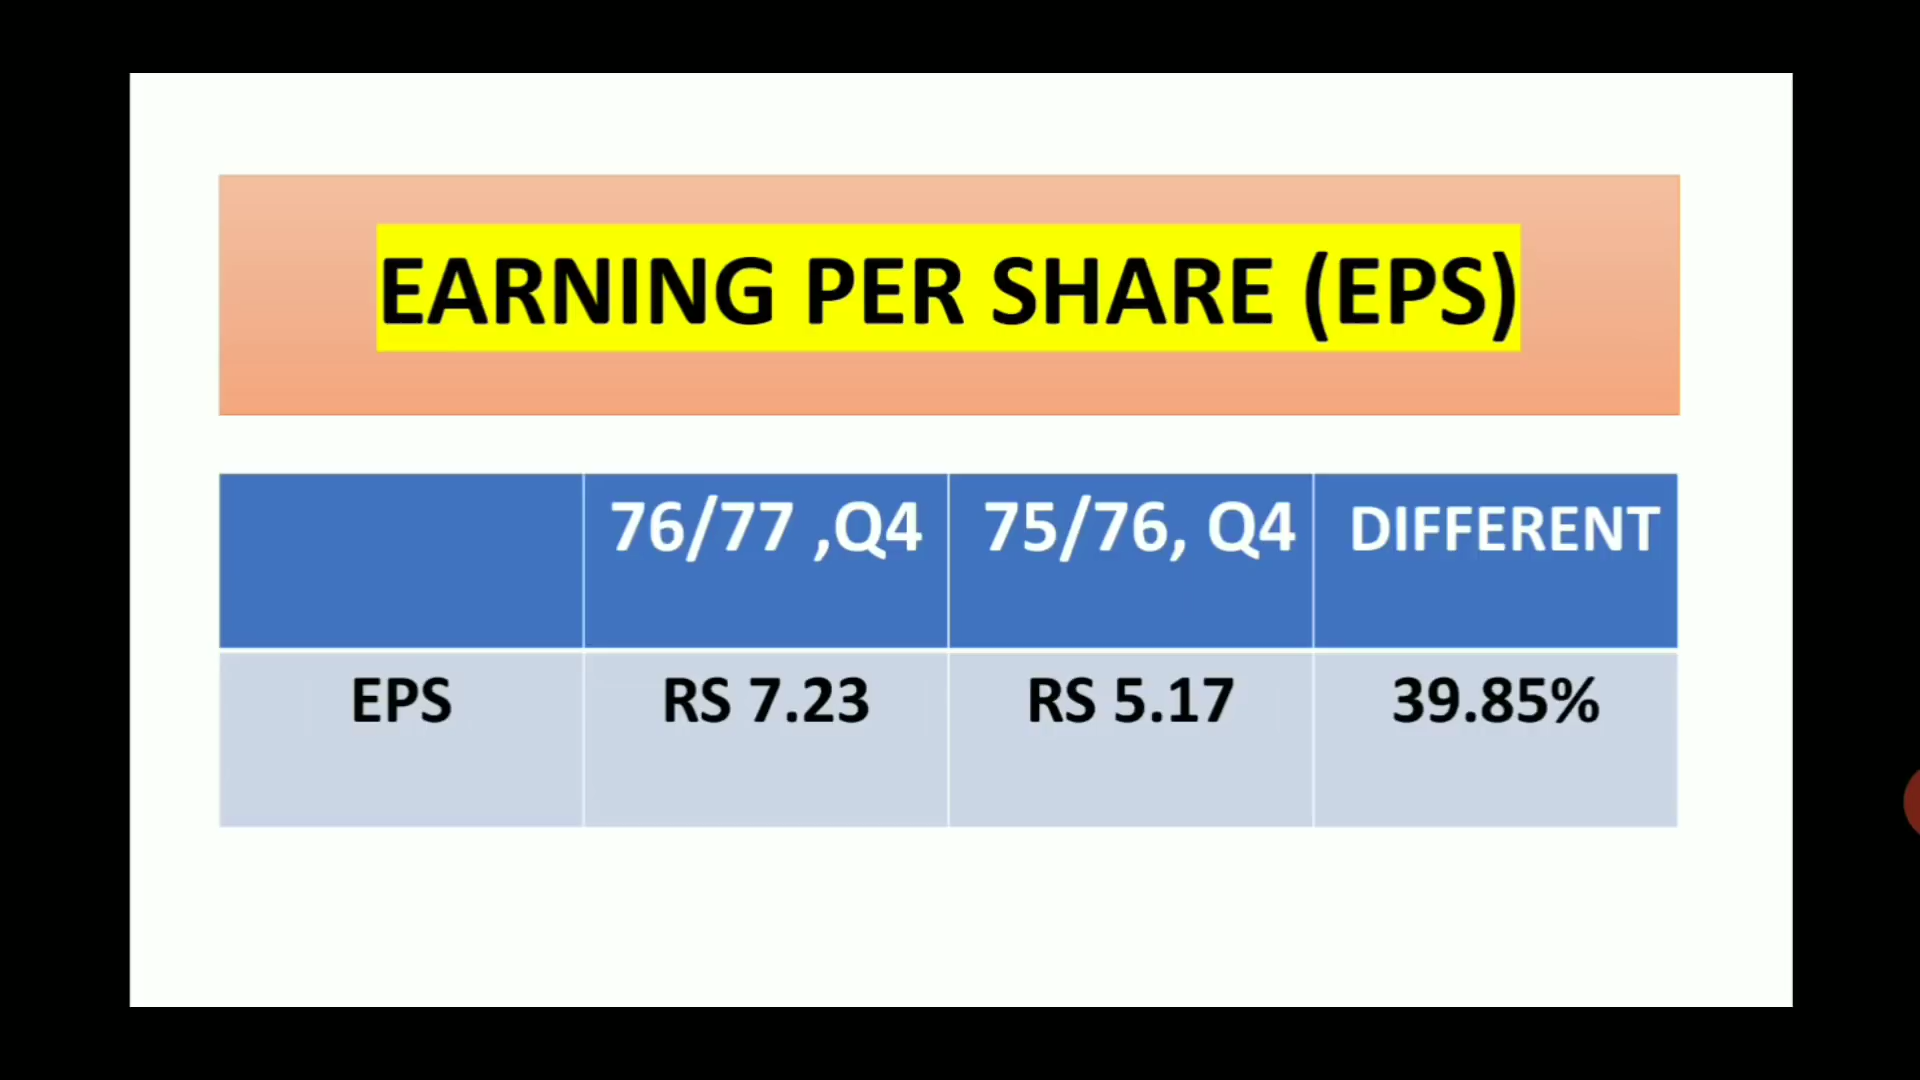 EARNING PER SHARE (EPS)
76/77 ,Q4 75/76, Q4 DIFFERENT
EPS RS 7.23 RS 5.17 39.85%